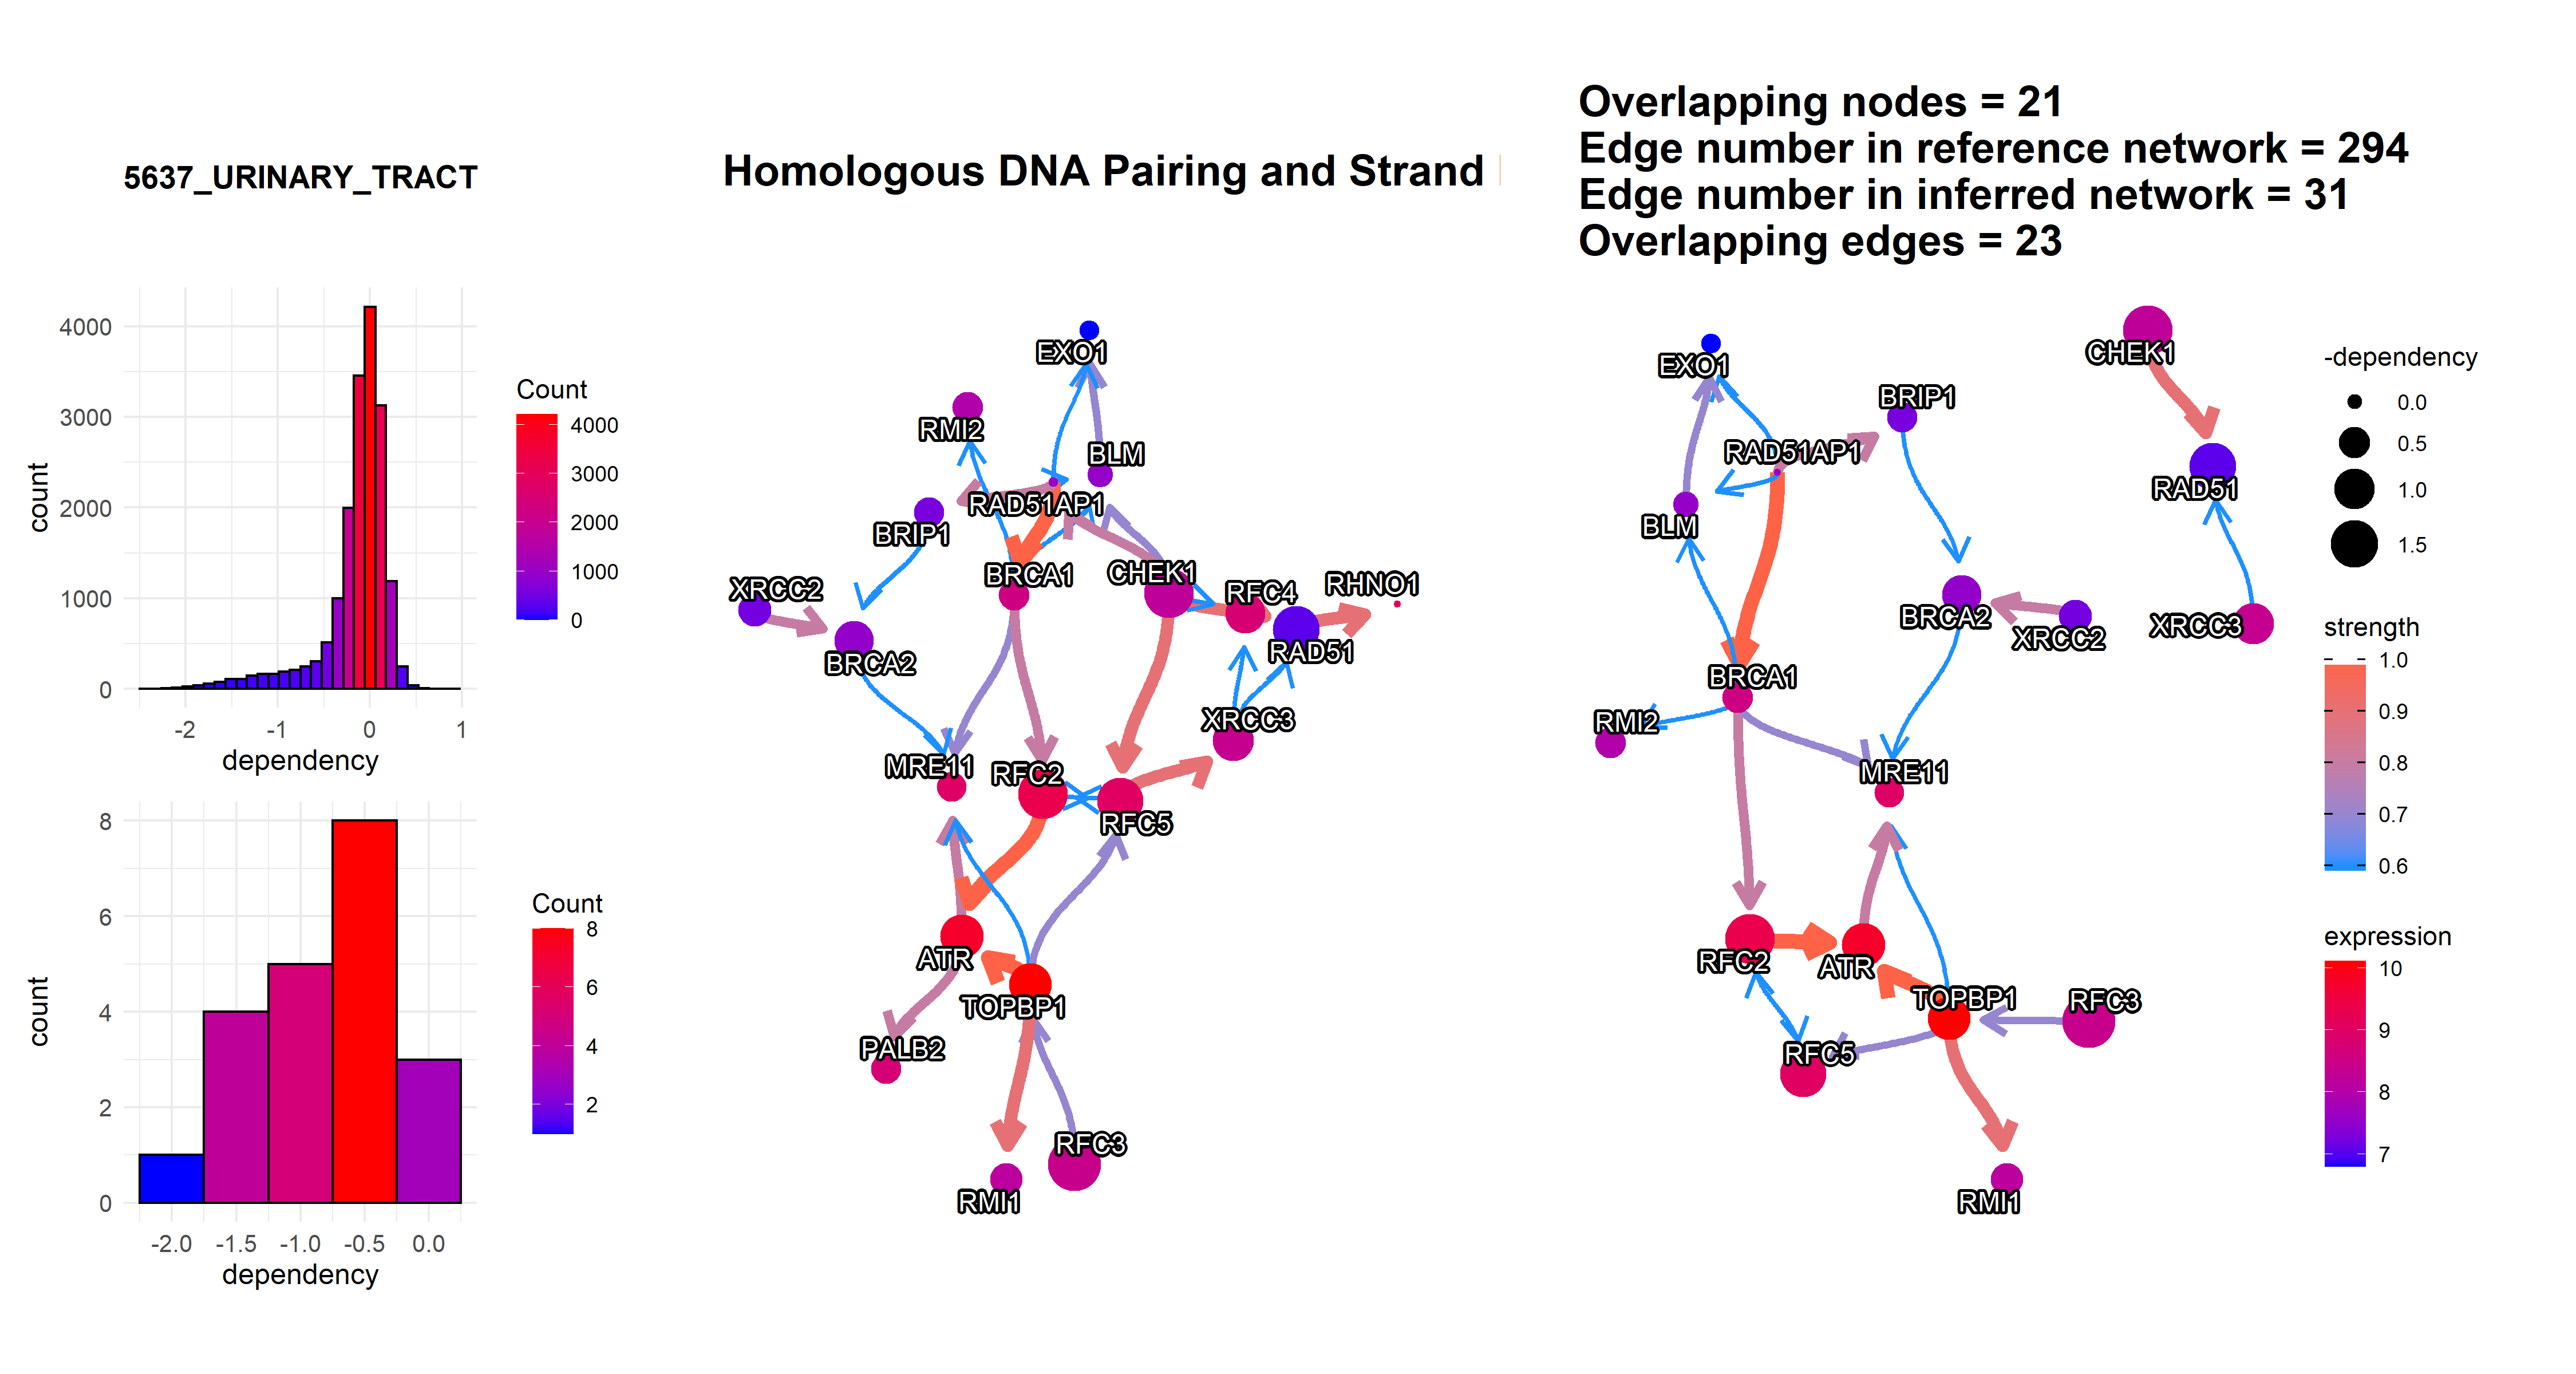 5637_URINARY_TRACT
count
4000
3000
2000
1000
0
-2
-1
0
1
dependency
Count
4000
3000
2000
1000
0
count
8
6
4
2
0
-2.0
-1.5
-1.0
-0.5
0.0
dependency
Count
8
6
4
2
Homologous DNA Pairing and Strand
EXO1
RMI2
BLM
RAD51AP1
BRIP1
BRCA1
CHEK1
XRCC2
RFC4
RHNO1
BRCA2
RAD51
XRCC3
MRE11
RFC2
RFC5
ATR
TOPBP1
PALB2
RFC3
RMI1
Overlapping nodes = 21
Edge number in reference network = 294
Edge number in inferred network = 31
Overlapping edges = 23
EXO1
BRIP1
CHEK1
RAD51AP1
RAD51
BLM
BRCA2
XRCC2
XRCC3
BRCA1
RMI2
MRE11
RFC2
ATR
TOPBP1
RFC3
RFC5
RMI1
-dependency
0.0
0.5
1.0
1.5
strength
1.0
0.9
0.8
0.7
0.6
expression
10
9
8
7